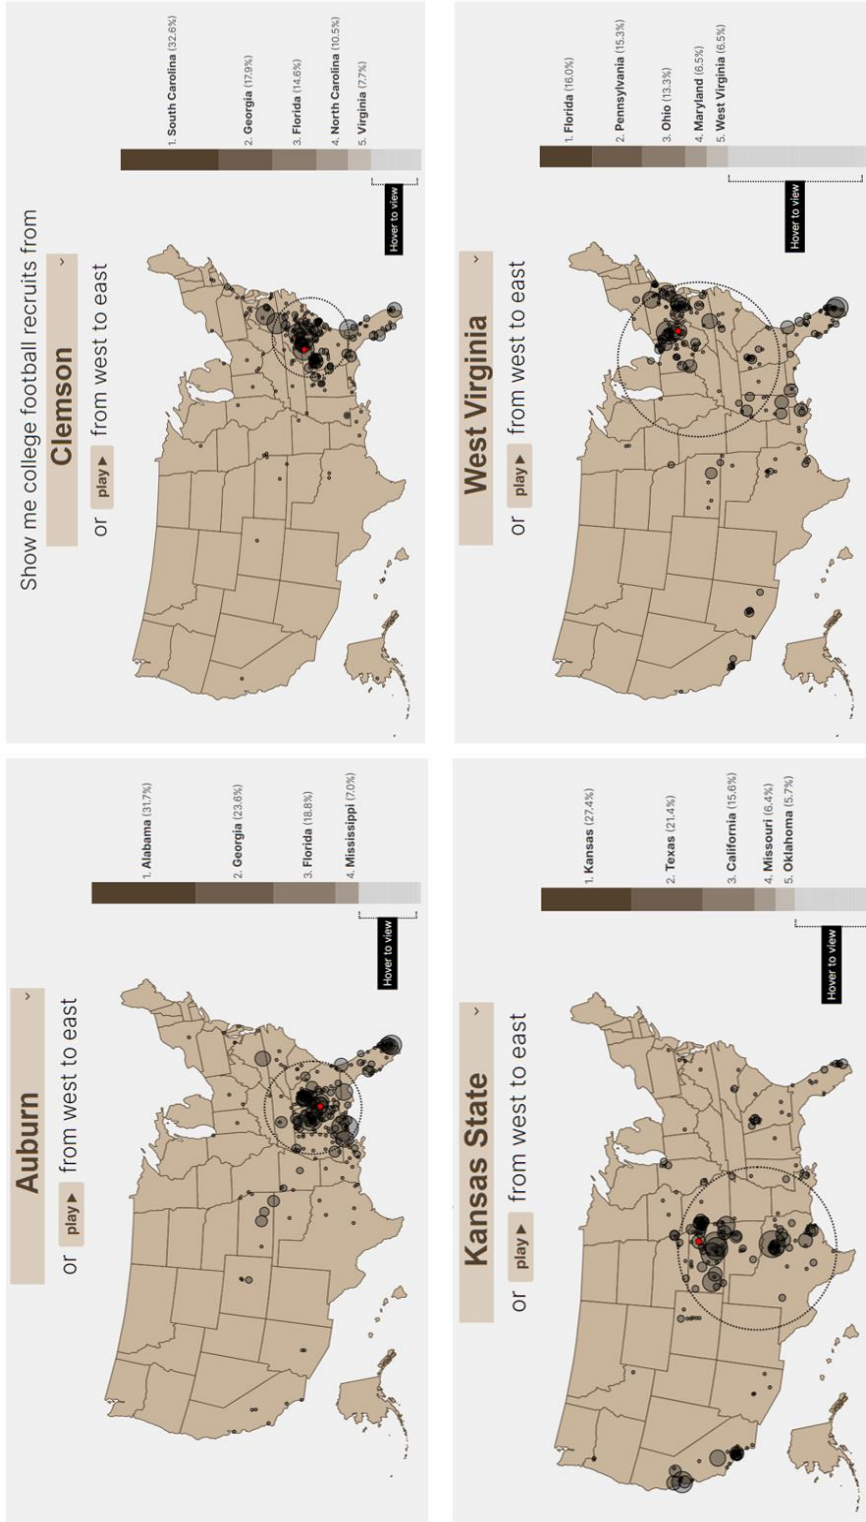 Auburn
or play▶ from west to east
1. Alabama (31.7%)
2. Georgia (23.6%)
3. Florida (18.8%)
4. Mississippi (7.0%)
Hover to view
Show me college football recruits from
Clemson
or play▶ from west to east
1. South Carolina (32.6%)
2. Georgia (17.9%)
3. Florida (14.6%)
4. North Carolina (10.5%)
5. Virginia (7.7%)
Hover to view
Kansas State
or play▶ from west to east
1. Kansas (27.4%)
2. Texas (21.4%)
3. California (15.6%)
4. Missouri (6.4%)
5. Oklahoma (5.7%)
Hover to view
West Virginia
or play▶ from west to east
1. Florida (16.0%)
2. Pennsylvania (15.3%)
3. Ohio (13.3%)
4. Maryland (6.5%)
5. West Virginia (6.5%)
Hover to view